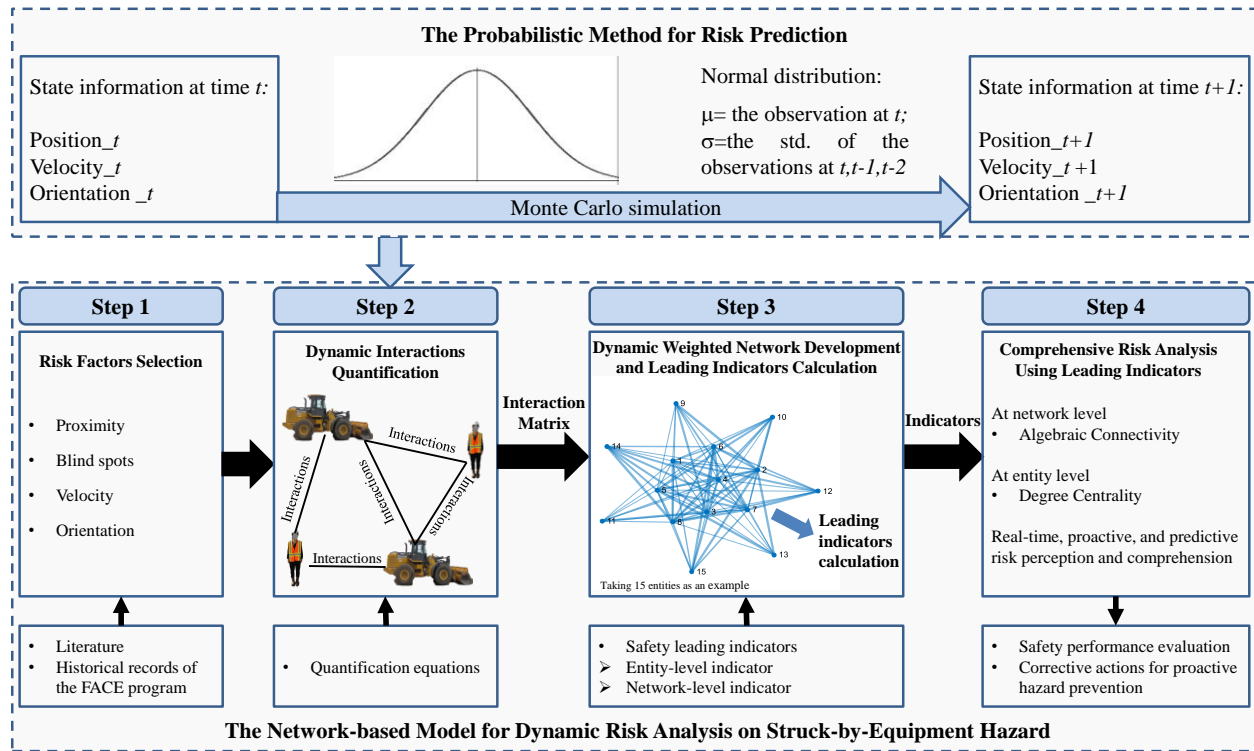 The Probabilistic Method for Risk Prediction
State information at time t:
Position_t
Velocity_t
Orientation _t
Normal distribution:
μ= the observation at t;
σ=the std. of the
observations at t,t-1,t-2
State information at time t+1:
Position_t+1
Velocity_t +1
Orientation _t+1
Monte Carlo simulation
Step 1
Risk Factors Selection
• Proximity
• Blind spots
• Velocity
• Orientation
• Literature
• Historical records of
the FACE program
Step 2
Dynamic Interactions
Quantification
Interactions
Interactions
Interactions
Interactions
Interactions
• Quantification equations
Interaction
Matrix
Step 3
Dynamic Weighted Network Development
and Leading Indicators Calculation
9
10
14
6
1
2
4
5
12
3
7
11
8
13
15
Leading
indicators
calculation
Taking 15 entities as an example
• Safety leading indicators
➢ Entity-level indicator
➢ Network-level indicator
Indicators
Step 4
Comprehensive Risk Analysis
Using Leading Indicators
At network level
• Algebraic Connectivity
At entity level
• Degree Centrality
Real-time, proactive, and predictive
risk perception and comprehension
• Safety performance evaluation
• Corrective actions for proactive
hazard prevention
The Network-based Model for Dynamic Risk Analysis on Struck-by-Equipment Hazard